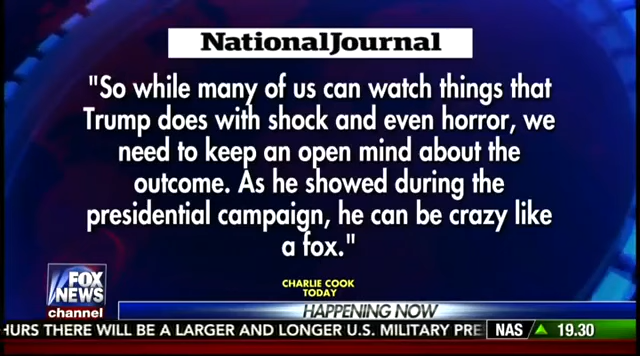 NationalJournal
"So while many of us can watch things that
Trump does with shock and even horror, we
need to keep an open mind about the
outcome. As he showed during the
presidential campaign, he can be crazy like
a fox."
CHARLIE COOK
TODAY
FOX
NEWS
channel
HAPPENING NOW
HURS THERE WILL BE A LARGER AND LONGER U.S. MILITARY PRE
NAS ▲ 19.30